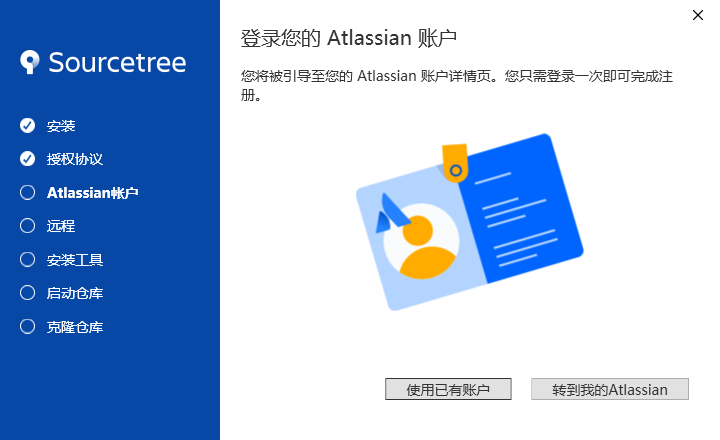 Sourcetree
安装
授权协议
Atlassian帐户
远程
安装工具
启动仓库
克隆仓库
登录您的 Atlassian 账户
您将被引导至您的 Atlassian 账户详情页。您只需登录一次即可完成注
册。
使用已有账户
转到我的Atlassian